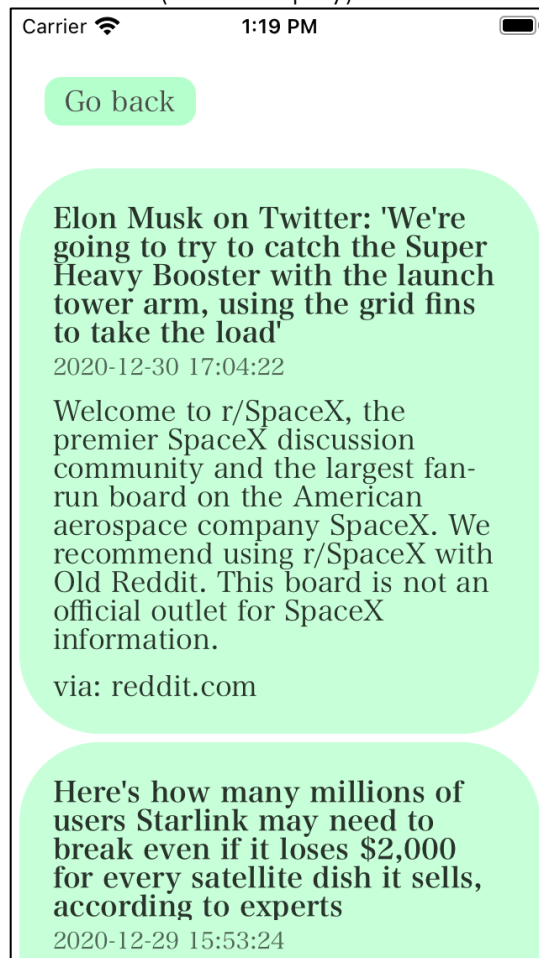 Carrier
1:19 PM
Go back
Elon Musk on Twitter: 'We're
going to try to catch the Super
Heavy Booster with the launch
tower arm, using the grid fins
to take the load'
2020-12-30 17:04:22
Welcome to r/SpaceX, the
premier SpaceX discussion
community and the largest fan-
run board on the American
aerospace company SpaceX. We
recommend using r/SpaceX with
Old Reddit. This board is not an
official outlet for SpaceX
information.
via: reddit.com
Here's how many millions of
users Starlink may need to
break even if it loses $2,000
for every satellite dish it sells,
according to experts
2020-12-29 15:53:24